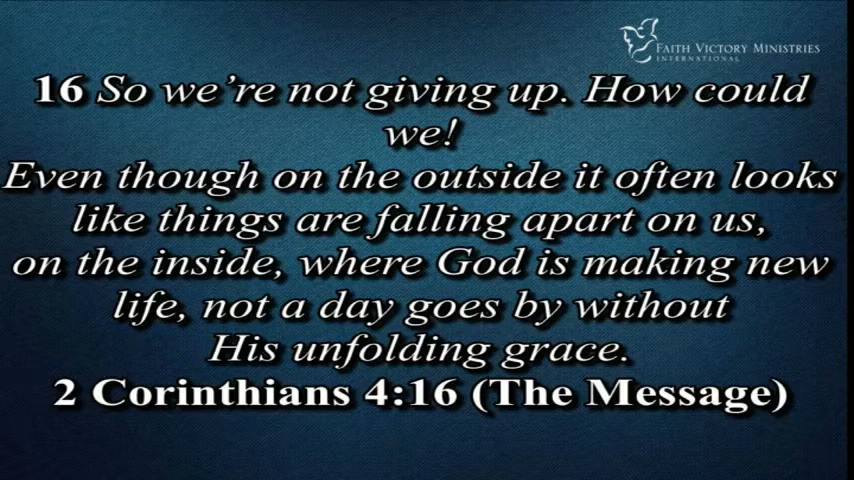 FAITH VICTORY MINISTRIES
INTERNATIONAL
16 So we're not giving up. How could
we!
Even though on the outside it often looks
like things are falling apart on us,
on the inside, where God is making new
life, not a day goes by without
His unfolding grace.
2 Corinthians 4:16 (The Message)